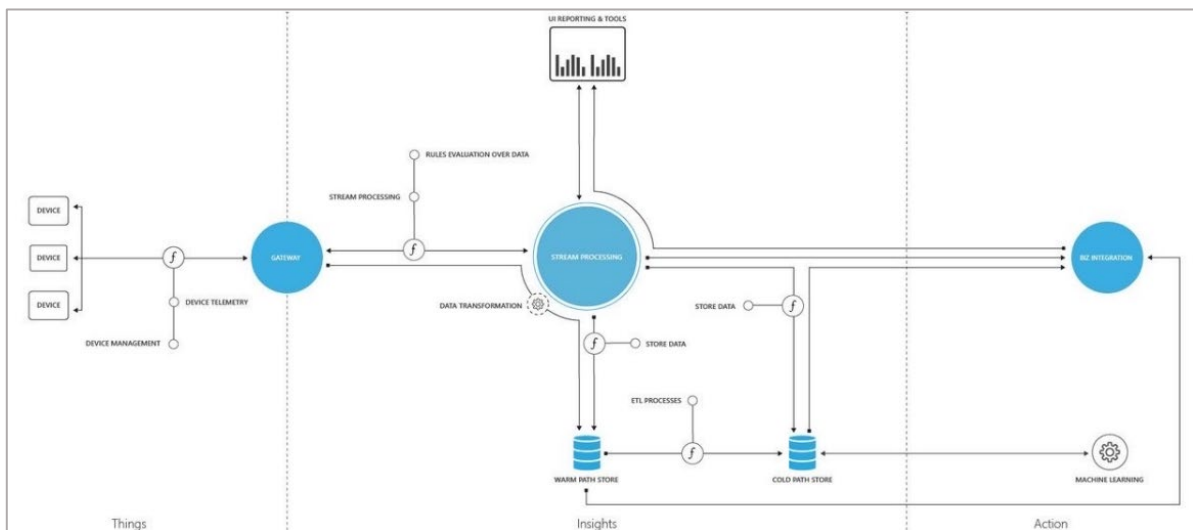 UI REPORTING & TOOLS
RULES EVALUATION OVER DATA
STREAM PROCESSING
DEVICE
DEVICE
DEVICE
f
GATEWAY
f
STREAM PROCESSING
BIZ INTEGRATION
DEVICE TELEMETRY
DATA TRANSFORMATION
STORE DATA
f
DEVICE MANAGEMENT
f
STORE DATA
ETL PROCESSES
f
WARM PATH STORE
COLD PATH STORE
MACHINE LEARNING
Things
Insights
Action